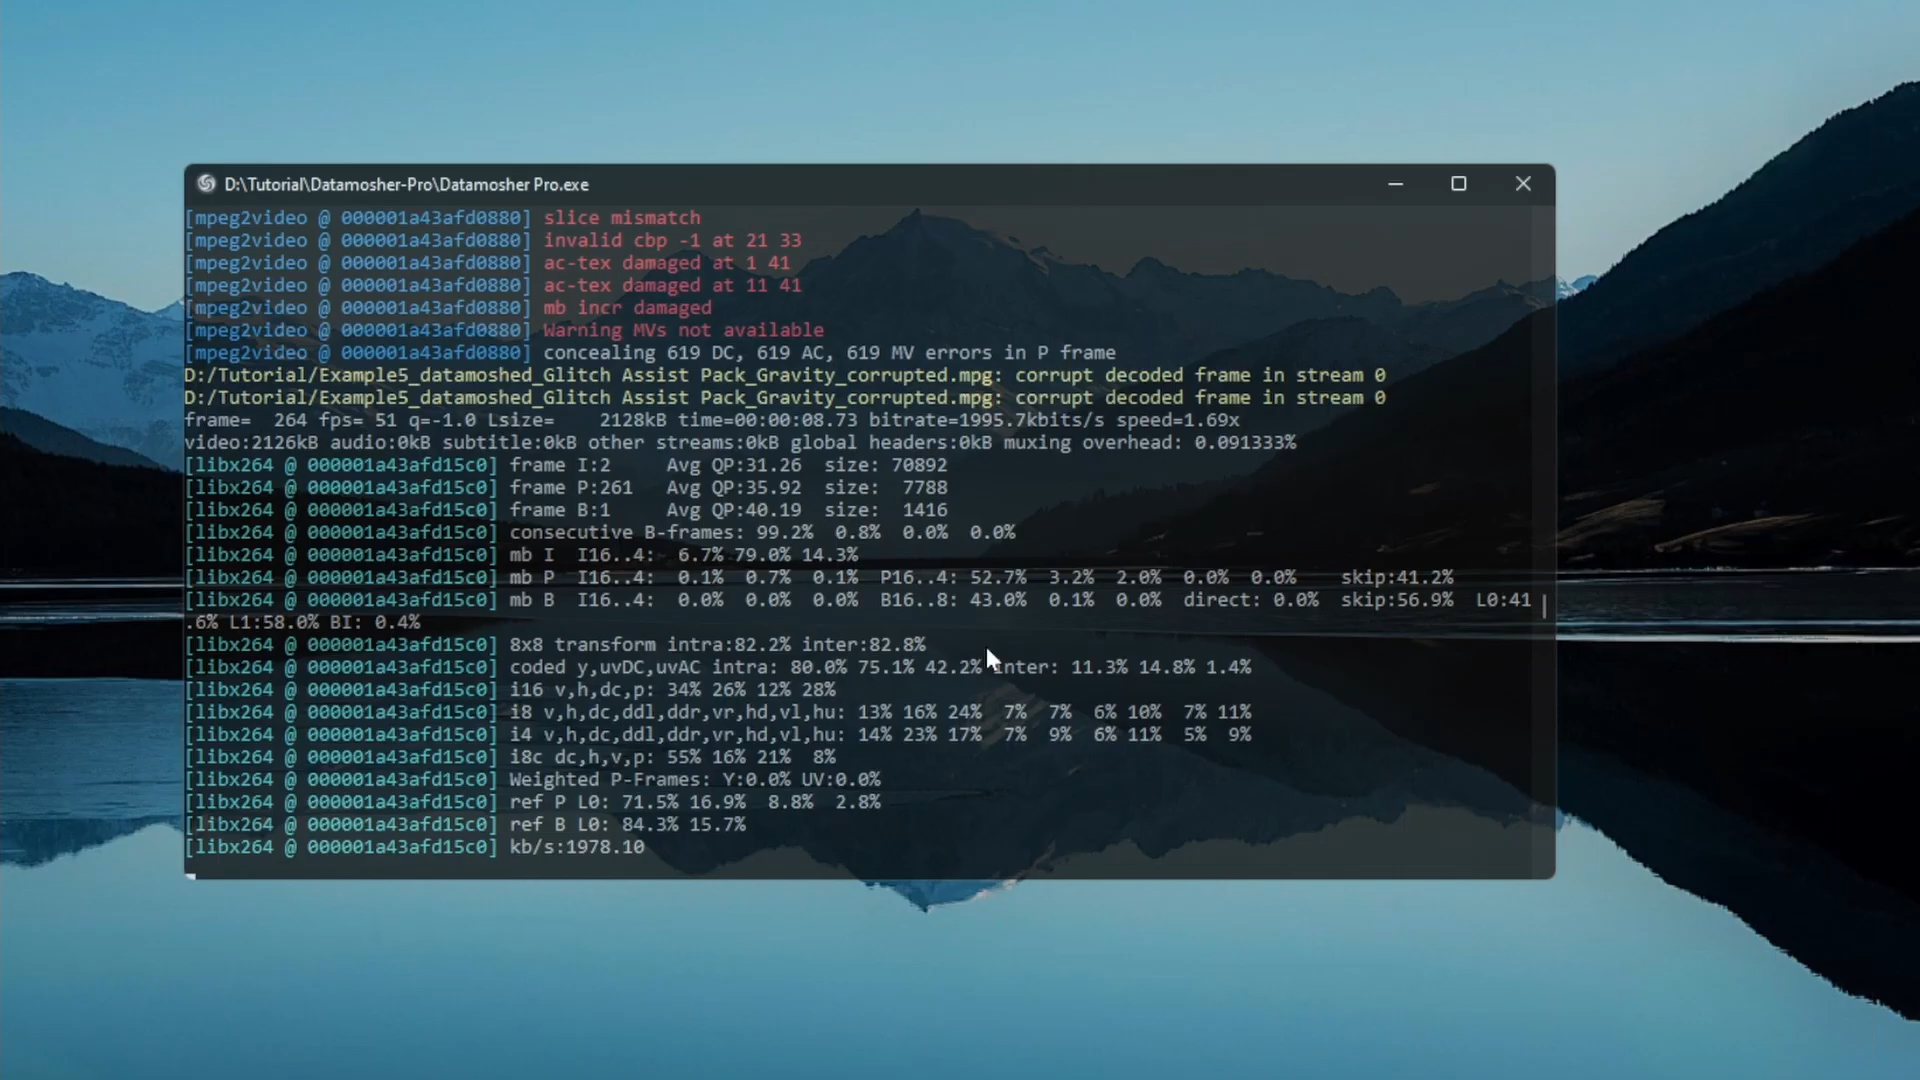 D:\Tutorial\Datamosher-Pro\Datamosher Pro.exe
[mpeg2video @ 000001a43afd0880] slice mismatch
[mpeg2video @ 000001a43afd0880] invalid cbp -1 at 21 33
[mpeg2video @ 000001a43afd0880] ac-tex damaged at 1 41
[mpeg2video @ 000001a43afd0880] ac-tex damaged at 11 41
[mpeg2video @ 000001a43afd0880] mb incr damaged
[mpeg2video @ 000001a43afd0880] Warning MVs not available
[mpeg2video @ 000001a43afd0880] concealing 619 DC, 619 AC, 619 MV errors in P frame
D:/Tutorial/Example5_datamoshed_Glitch Assist Pack_Gravity_corrupted.mpg: corrupt decoded frame in stream 0
D:/Tutorial/Example5_datamoshed_Glitch Assist Pack_Gravity_corrupted.mpg: corrupt decoded frame in stream 0
frame=  264 fps= 51 q=-1.0 Lsize=    2128kB time=00:00:08.73 bitrate=1995.7kbits/s speed=1.69x
video:2126kB audio:0kB subtitle:0kB other streams:0kB global headers:0kB muxing overhead: 0.091333%
[libx264 @ 000001a43afd15c0] frame I:2     Avg QP:31.26  size: 70892
[libx264 @ 000001a43afd15c0] frame P:261   Avg QP:35.92  size:  7788
[libx264 @ 000001a43afd15c0] frame B:1     Avg QP:40.19  size:  1416
[libx264 @ 000001a43afd15c0] consecutive B-frames: 99.2%  0.8%  0.0%  0.0%
[libx264 @ 000001a43afd15c0] mb I  I16..4:  6.7% 79.0% 14.3%
[libx264 @ 000001a43afd15c0] mb P  I16..4:  0.1%  0.7%  0.1%  P16..4: 52.7%  3.2%  2.0%  0.0%  0.0%    skip:41.2%
[libx264 @ 000001a43afd15c0] mb B  I16..4:  0.0%  0.0%  0.0%  B16..8: 43.0%  0.1%  0.0%  direct: 0.0%  skip:56.9%  L0:41
.6% L1:58.0% BI: 0.4%
[libx264 @ 000001a43afd15c0] 8x8 transform intra:82.2% inter:82.8%
[libx264 @ 000001a43afd15c0] coded y,uvDC,uvAC intra: 80.0% 75.1% 42.2% inter: 11.3% 14.8% 1.4%
[libx264 @ 000001a43afd15c0] i16 v,h,dc,p: 34% 26% 12% 28%
[libx264 @ 000001a43afd15c0] i8 v,h,dc,ddl,ddr,vr,hd,vl,hu: 13% 16% 24%  7%  7%  6% 10%  7% 11%
[libx264 @ 000001a43afd15c0] i4 v,h,dc,ddl,ddr,vr,hd,vl,hu: 14% 23% 17%  7%  9%  6% 11%  5%  9%
[libx264 @ 000001a43afd15c0] i8c dc,h,v,p: 55% 16% 21%  8%
[libx264 @ 000001a43afd15c0] Weighted P-Frames: Y:0.0% UV:0.0%
[libx264 @ 000001a43afd15c0] ref P L0: 71.5% 16.9%  8.8%  2.8%
[libx264 @ 000001a43afd15c0] ref B L0: 84.3% 15.7%
[libx264 @ 000001a43afd15c0] kb/s:1978.10